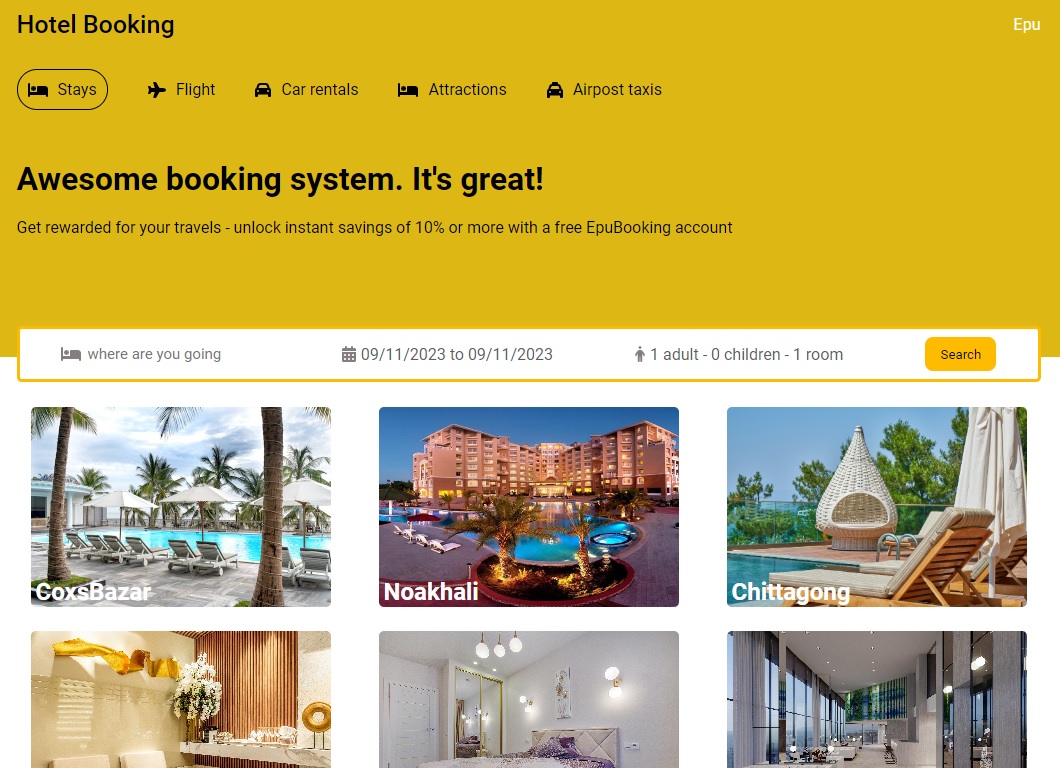 Hotel Booking
Epu
Stays
Flight
Car rentals
Attractions
Airpost taxis
Awesome booking system. It's great!
Get rewarded for your travels - unlock instant savings of 10% or more with a free EpuBooking account
where are you going
09/11/2023 to 09/11/2023
1 adult - 0 children - 1 room
Search
CoxsBazar
Noakhali
Chittagong